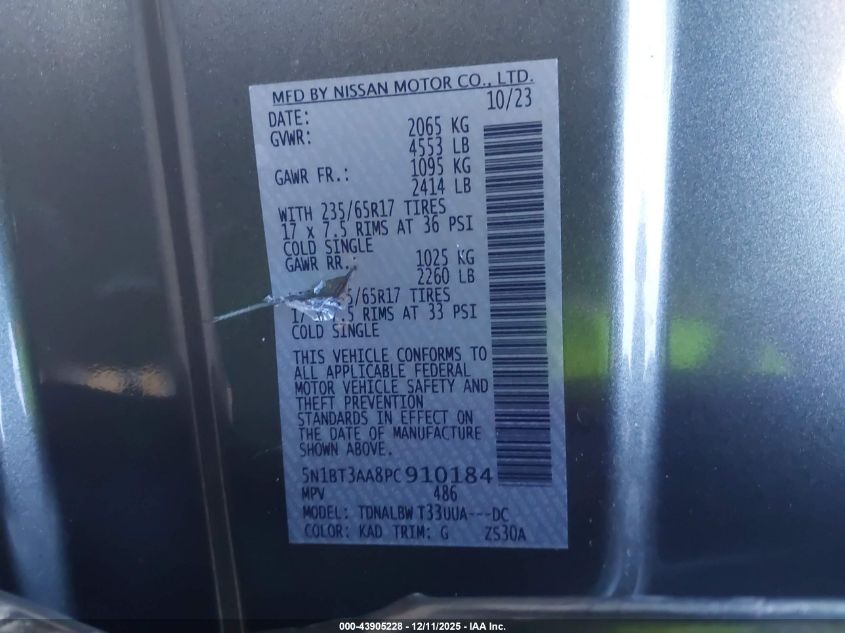 MFD BY NISSAN MOTOR CO., LTD.
DATE: 10/23
GVWR: 2065 KG
4553 LB
GAWR FR.: 1095 KG
2414 LB
WITH 235/65R17 TIRES
17 x 7.5 RIMS AT 36 PSI
COLD SINGLE
GAWR RR.: 1025 KG
2260 LB
5/65R17 TIRES
17 .5 RIMS AT 33 PSI
COLD SINGLE
THIS VEHICLE CONFORMS TO
ALL APPLICABLE FEDERAL
MOTOR VEHICLE SAFETY AND
THEFT PREVENTION
STANDARDS IN EFFECT ON
THE DATE OF MANUFACTURE
SHOWN ABOVE.
5N1BT3AA8PC910184
MPV 486
MODEL: TDNALBW T33UUA---DC
COLOR: KAD TRIM: G ZS30A
000-43905228 - 12/11/2025 - IAA Inc.